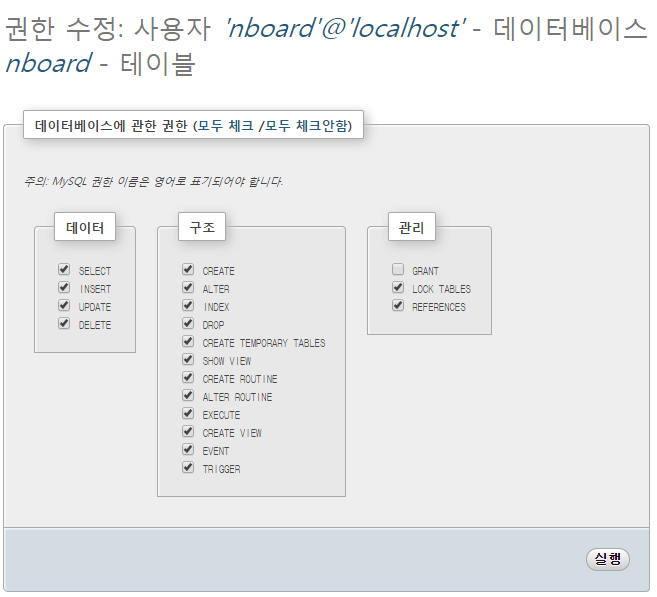 권한 수정: 사용자 'nboard'@'localhost' - 데이터베이스
nboard - 테이블
데이터베이스에 관한 권한 (모두 체크 /모두 체크안함)
주의: MySQL 권한 이름은 영어로 표기되어야 합니다.
데이터
SELECT
INSERT
UPDATE
DELETE
구조
CREATE
ALTER
INDEX
DROP
CREATE TEMPORARY TABLES
SHOW VIEW
CREATE ROUTINE
ALTER ROUTINE
EXECUTE
CREATE VIEW
EVENT
TRIGGER
관리
GRANT
LOCK TABLES
REFERENCES
실행